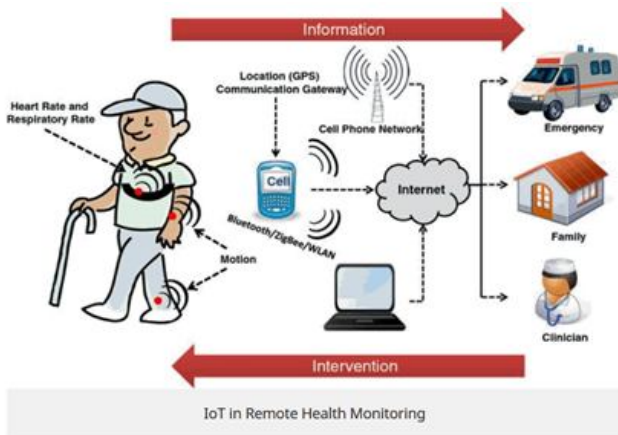 Information
Location (GPS)
Communication Gateway
Heart Rate and
Respiratory Rate
Cell Phone Network
Emergency
Cell
Internet
Bluetooth/ZigBee/WLAN
Family
Motion
Clinician
Intervention
IoT in Remote Health Monitoring